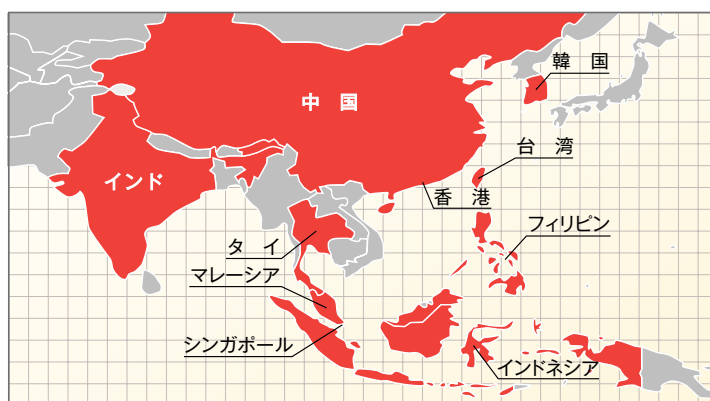 韓 国
中 国
台 湾
インド
香 港
フィリピン
タ イ
マレーシア
シンガポール
インドネシア